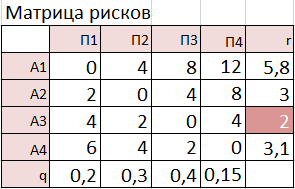 Матрица рисков
П1 П2 П3 П4 r
A1 0 4 8 12 5,8
A2 2 0 4 8 3
A3 4 2 0 4 2
A4 6 4 2 0 3,1
q 0,2 0,3 0,4 0,15